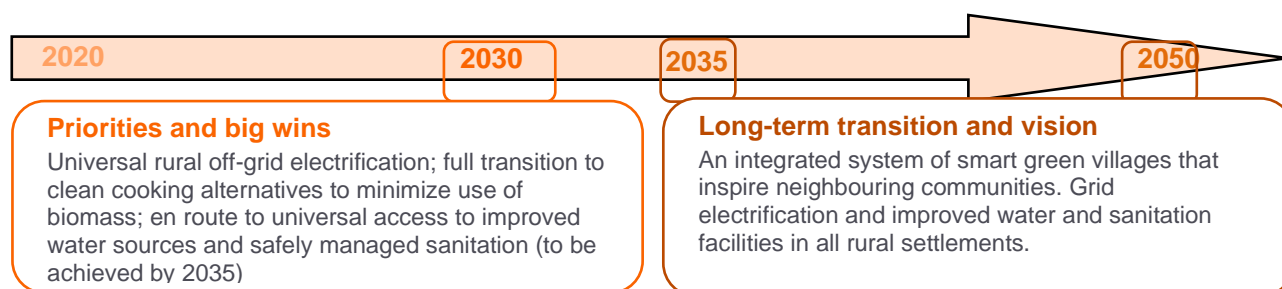 2020
2030
2035
2050
Priorities and big wins
Universal rural off-grid electrification; full transition to
clean cooking alternatives to minimize use of
biomass; en route to universal access to improved
water sources and safely managed sanitation (to be
achieved by 2035)
Long-term transition and vision
An integrated system of smart green villages that
inspire neighbouring communities. Grid
electrification and improved water and sanitation
facilities in all rural settlements.